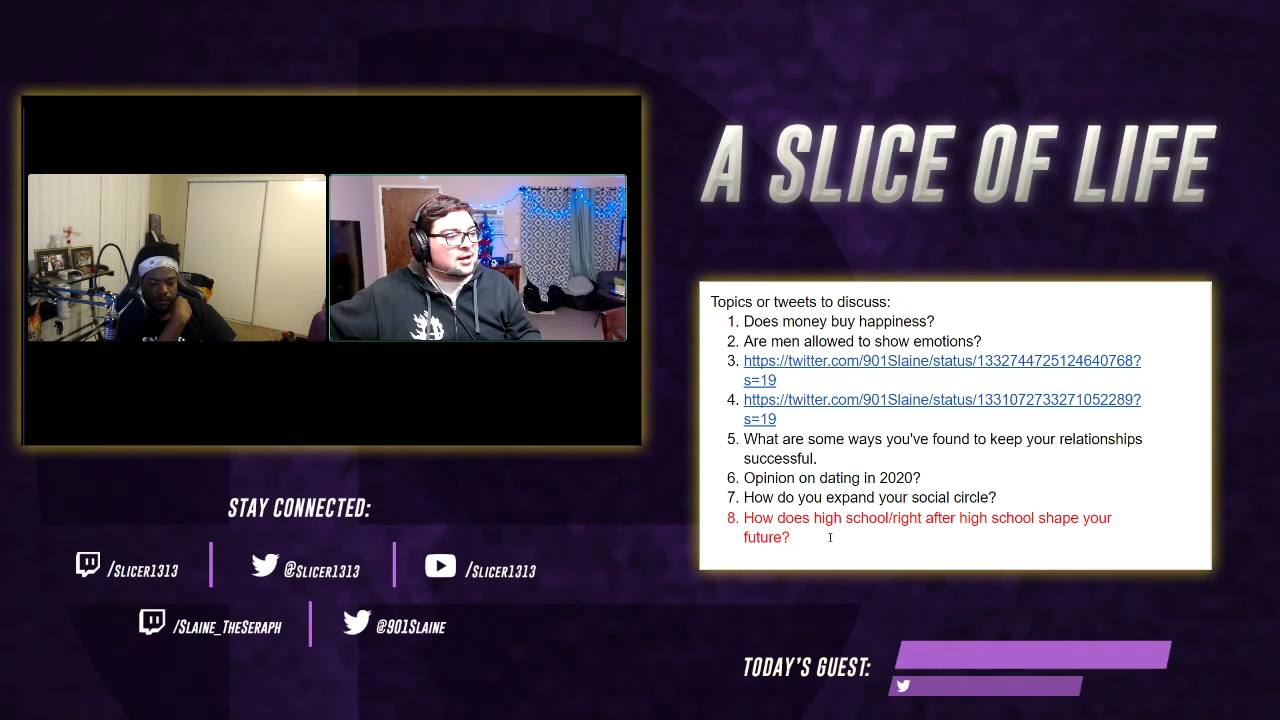 A SLICE OF LIFE
Topics or tweets to discuss:
1. Does money buy happiness?
2. Are men allowed to show emotions?
3. https://twitter.com/901Slaine/status/1332744725124640768?
s=19
4. https://twitter.com/901Slaine/status/1331072733271052289?
s=19
5. What are some ways you've found to keep your relationships
successful.
6. Opinion on dating in 2020?
7. How do you expand your social circle?
8. How does high school/right after high school shape your
future?
STAY CONNECTED:
/SLICER1313
@SLICER1313
/SLICER1313
/SLAINE_THESERAPH
@901SLAINE
TODAY'S GUEST: